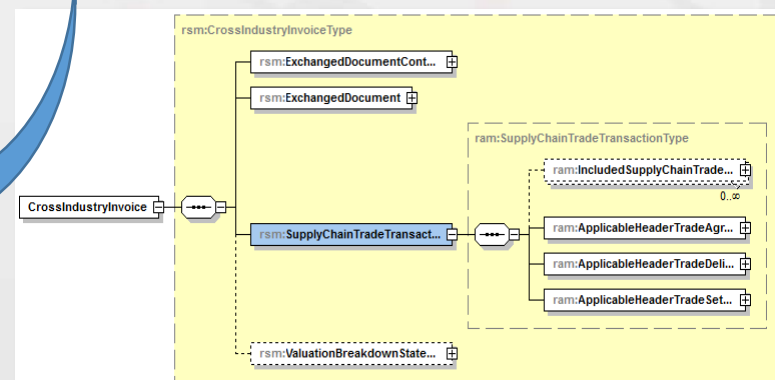 rsm:CrossIndustryInvoiceType
rsm:ExchangedDocumentCont...
rsm:ExchangedDocument
ram:SupplyChainTradeTransactionType
ram:IncludedSupplyChainTrade...
0..∞
CrossIndustryInvoice
rsm:SupplyChainTradeTransact...
ram:ApplicableHeaderTradeAgr...
ram:ApplicableHeaderTradeDeli...
ram:ApplicableHeaderTradeSet...
rsm:ValuationBreakdownState...